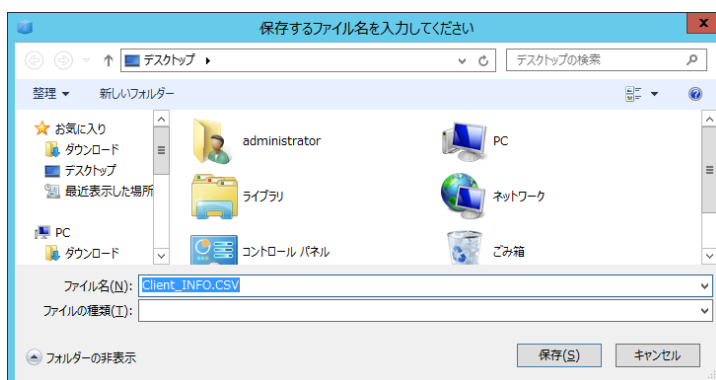 保存するファイル名を入力してください
x
デスクトップ
デスクトップの検索
整理
新しいフォルダー
お気に入り
ダウンロード
デスクトップ
最近表示した場所
PC
ダウンロード
administrator
PC
ライブラリ
ネットワーク
コントロール パネル
ごみ箱
ファイル名(N): Client_INFO.CSV
ファイルの種類(T):
フォルダーの非表示
保存(S)
キャンセル